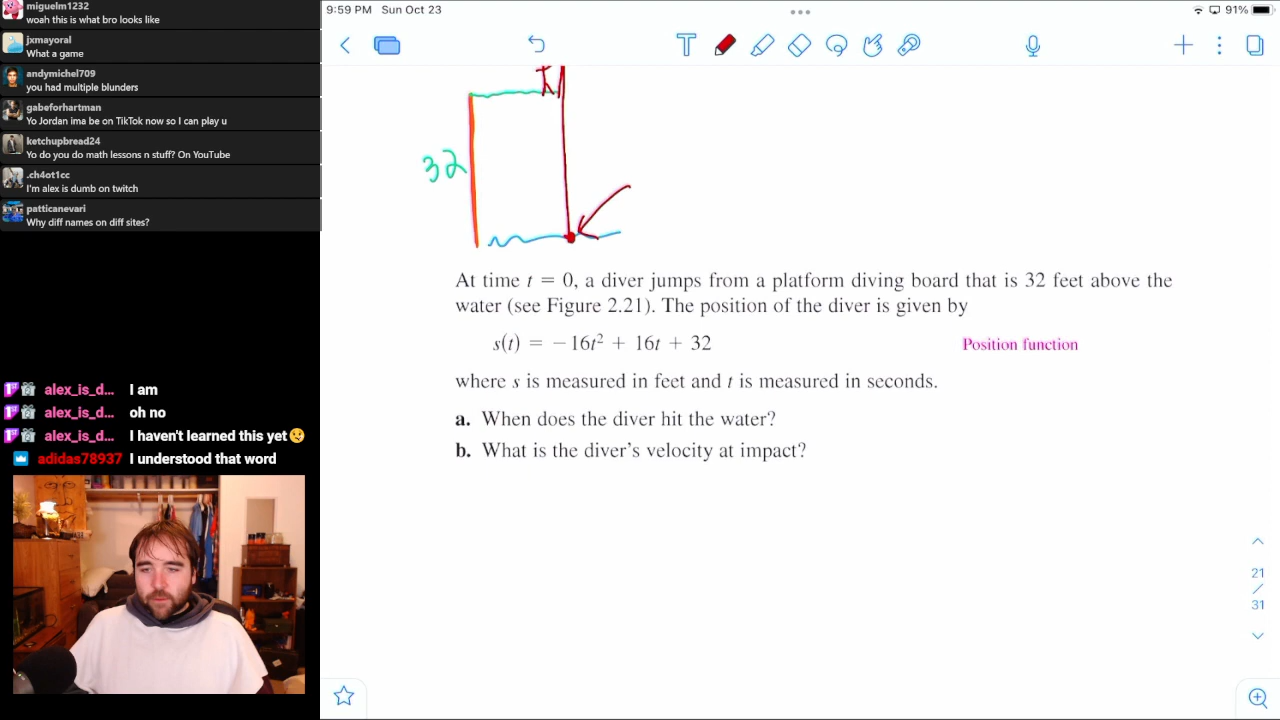 miguelm1232
woah this is what bro looks like
jxmayoral
What a game
andymichel709
you had multiple blunders
gabeforhartman
Yo Jordan ima be on TikTok now so I can play u
ketchupbread24
Yo do you do math lessons n stuff? On YouTube
.ch4ot1cc
I'm alex is dumb on twitch
patticanevari
Why diff names on diff sites?
alex_is_d... I am
alex_is_d... oh no
alex_is_d... I haven't learned this yet😉
adidas78937 I understood that word
9:59 PM Sun Oct 23
91%
T
32
At time t = 0, a diver jumps from a platform diving board that is 32 feet above the
water (see Figure 2.21). The position of the diver is given by
s(t) = −16t² + 16t + 32 Position function
where s is measured in feet and t is measured in seconds.
a. When does the diver hit the water?
b. What is the diver's velocity at impact?
21
/
31